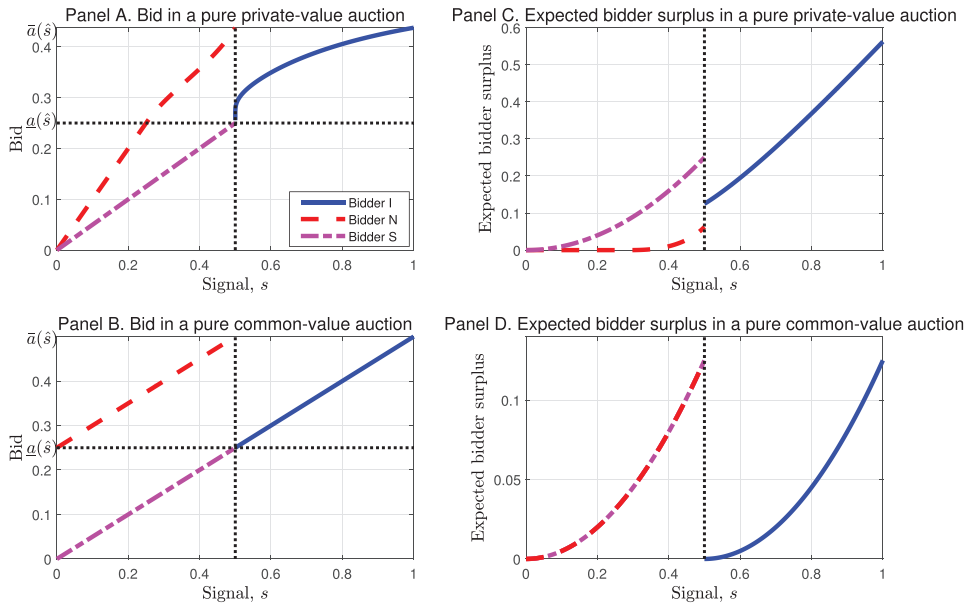 Panel A. Bid in a pure private-value auction
ā(ŝ)
0.4
0.3
a(ŝ)
0.2
0.1
0
Bid
0 0.2 0.4 0.6 0.8 1
Signal, s
Bidder I
Bidder N
Bidder S
Panel C. Expected bidder surplus in a pure private-value auction
0.6
0.5
0.4
0.3
0.2
0.1
0
Expected bidder surplus
0 0.2 0.4 0.6 0.8 1
Signal, s
Panel B. Bid in a pure common-value auction
ā(ŝ)
0.4
0.3
a(ŝ)
0.2
0.1
0
Bid
0 0.2 0.4 0.6 0.8 1
Signal, s
Panel D. Expected bidder surplus in a pure common-value auction
0.1
0.05
0
Expected bidder surplus
0 0.2 0.4 0.6 0.8 1
Signal, s